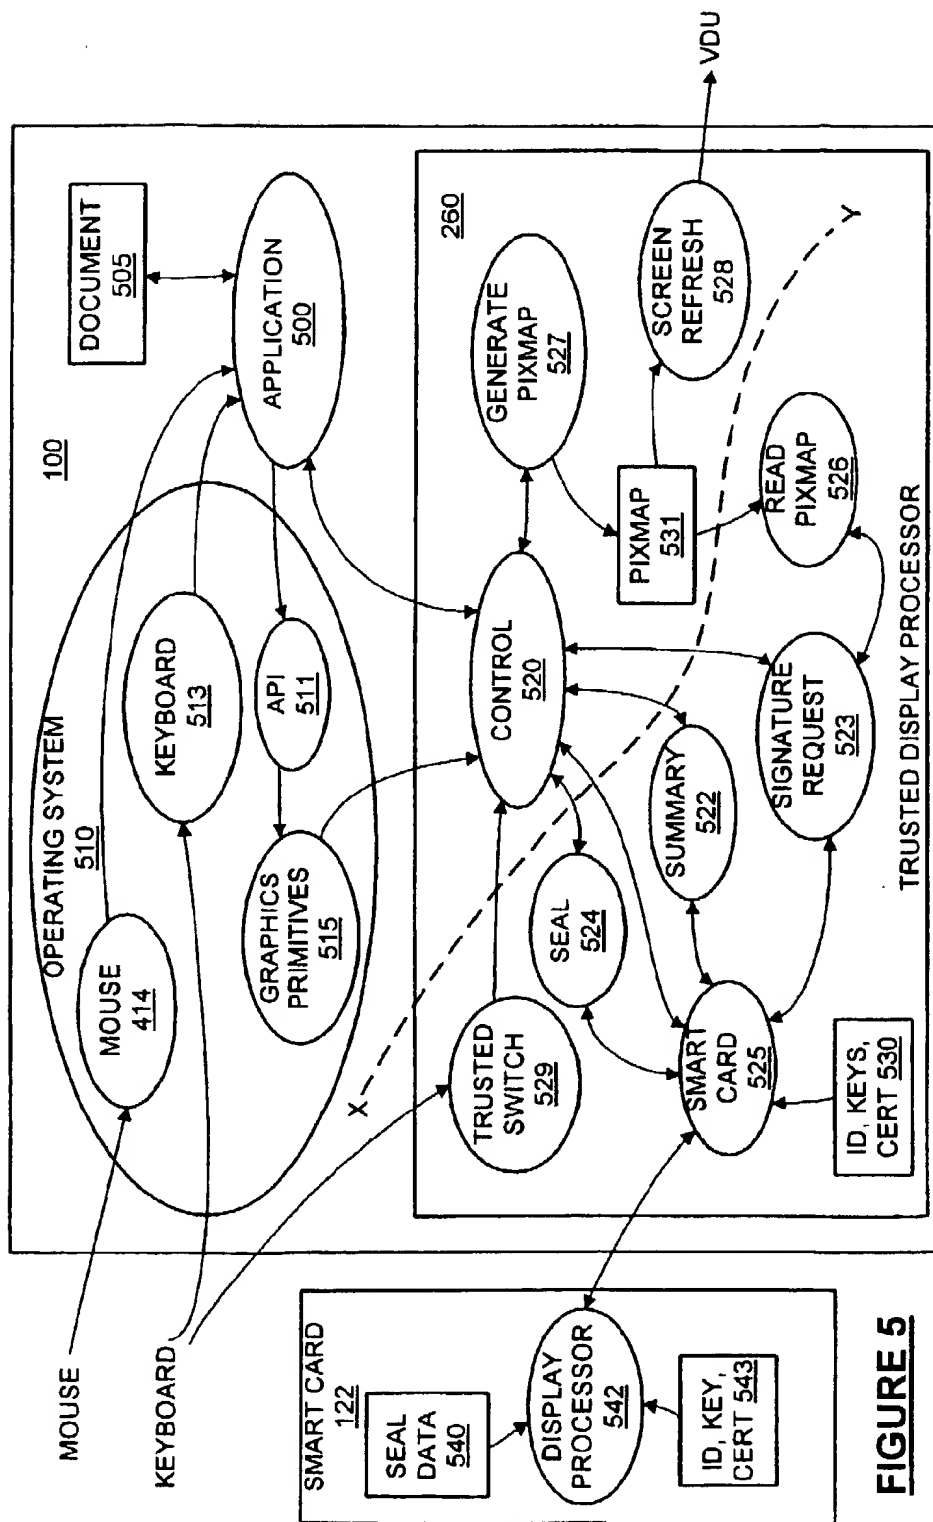 100
DOCUMENT
505
OPERATING SYSTEM
510
MOUSE
414
KEYBOARD
513
APPLICATION
500
API
511
GRAPHICS
PRIMITIVES
515
MOUSE
KEYBOARD
X
260
TRUSTED
SWITCH
529
CONTROL
520
GENERATE
PIXMAP
527
SEAL
524
PIXMAP
531
SCREEN
REFRESH
528
VDU
Y
SUMMARY
522
SMART
CARD
525
SIGNATURE
REQUEST
523
READ
PIXMAP
526
ID, KEYS,
CERT 530
TRUSTED DISPLAY PROCESSOR
SMART CARD
122
SEAL
DATA
540
DISPLAY
PROCESSOR
542
ID, KEY,
CERT 543
FIGURE 5